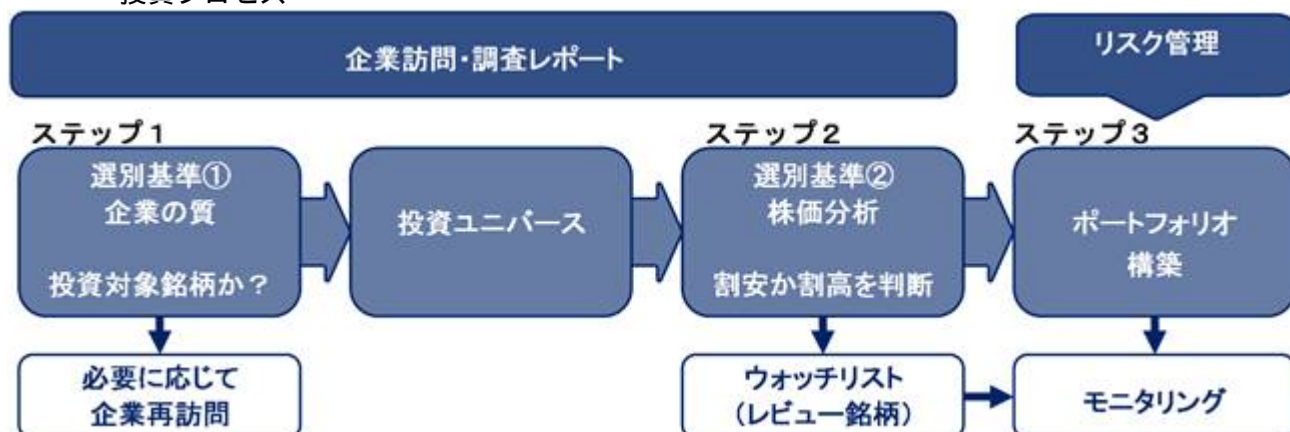 投資プロセス
企業訪問・調査レポート
リスク管理
ステップ1
選別基準①
企業の質
投資対象銘柄か？
投資ユニバース
ステップ2
選別基準②
株価分析
割安か割高を判断
ステップ3
ポートフォリオ
構築
必要に応じて
企業再訪問
ウォッチリスト
（レビュー銘柄）
モニタリング